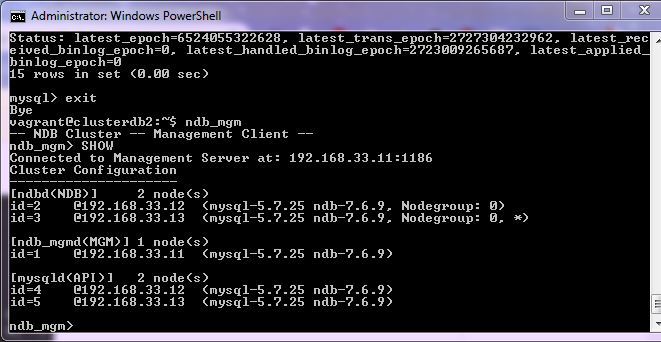 Administrator: Windows PowerShell
Status: latest_epoch=6524055322628, latest_trans_epoch=2727304232962, latest_rec
eived_binlog_epoch=0, latest_handled_binlog_epoch=2723009265687, latest_applied_
binlog_epoch=0
15 rows in set (0.00 sec)
mysql> exit
Bye
vagrant@clusterdb2:~$ ndb_mgm
-- NDB Cluster -- Management Client --
ndb_mgm> SHOW
Connected to Management Server at: 192.168.33.11:1186
Cluster Configuration
---------------------
[ndbd(NDB)]     2 node(s)
id=2    @192.168.33.12  (mysql-5.7.25 ndb-7.6.9, Nodegroup: 0)
id=3    @192.168.33.13  (mysql-5.7.25 ndb-7.6.9, Nodegroup: 0, *)
[ndb_mgmd(MGM)] 1 node(s)
id=1    @192.168.33.11  (mysql-5.7.25 ndb-7.6.9)
[mysqld(API)]   2 node(s)
id=4    @192.168.33.12  (mysql-5.7.25 ndb-7.6.9)
id=5    @192.168.33.13  (mysql-5.7.25 ndb-7.6.9)
ndb_mgm>